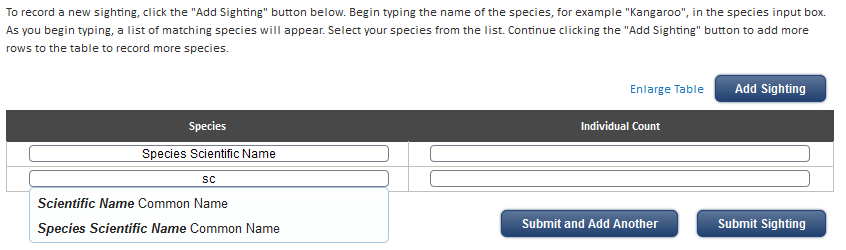 To record a new sighting, click the "Add Sighting" button below. Begin typing the name of the species, for example "Kangaroo", in the species input box.
As you begin typing, a list of matching species will appear. Select your species from the list. Continue clicking the "Add Sighting" button to add more
rows to the table to record more species.
Enlarge Table
Add Sighting
Species
Individual Count
Species Scientific Name
sc
Scientific Name Common Name
Species Scientific Name Common Name
Submit and Add Another
Submit Sighting